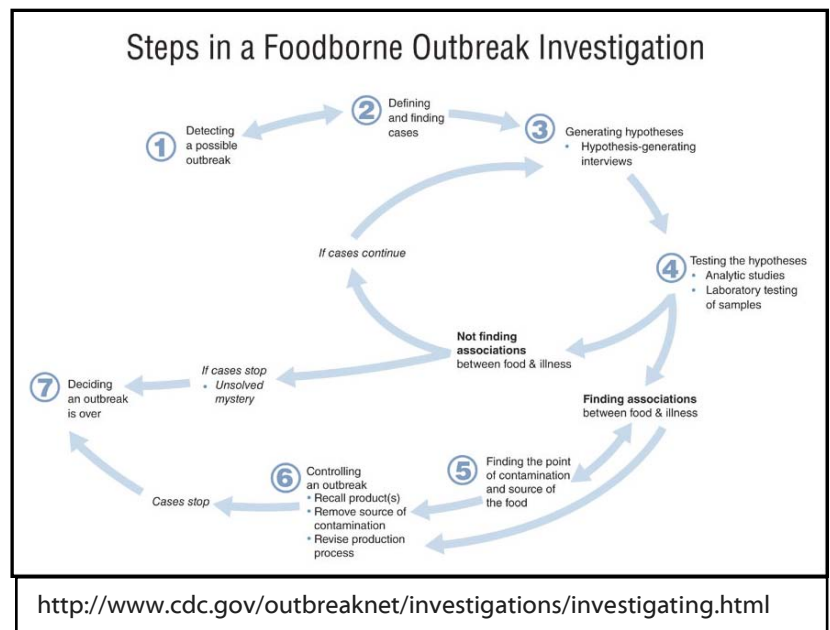 Steps in a Foodborne Outbreak Investigation
1
Detecting
a possible
outbreak
2
Defining
and finding
cases
3
Generating hypotheses
• Hypothesis-generating
interviews
4
Testing the hypotheses
• Analytic studies
• Laboratory testing
of samples
If cases continue
Not finding
associations
between food & illness
If cases stop
• Unsolved
mystery
Finding associations
between food & illness
5
Finding the point
of contamination
and source of
the food
6
Controlling
an outbreak
• Recall product(s)
• Remove source of
contamination
• Revise production
process
Cases stop
7
Deciding
an outbreak
is over
http://www.cdc.gov/outbreaknet/investigations/investigating.html